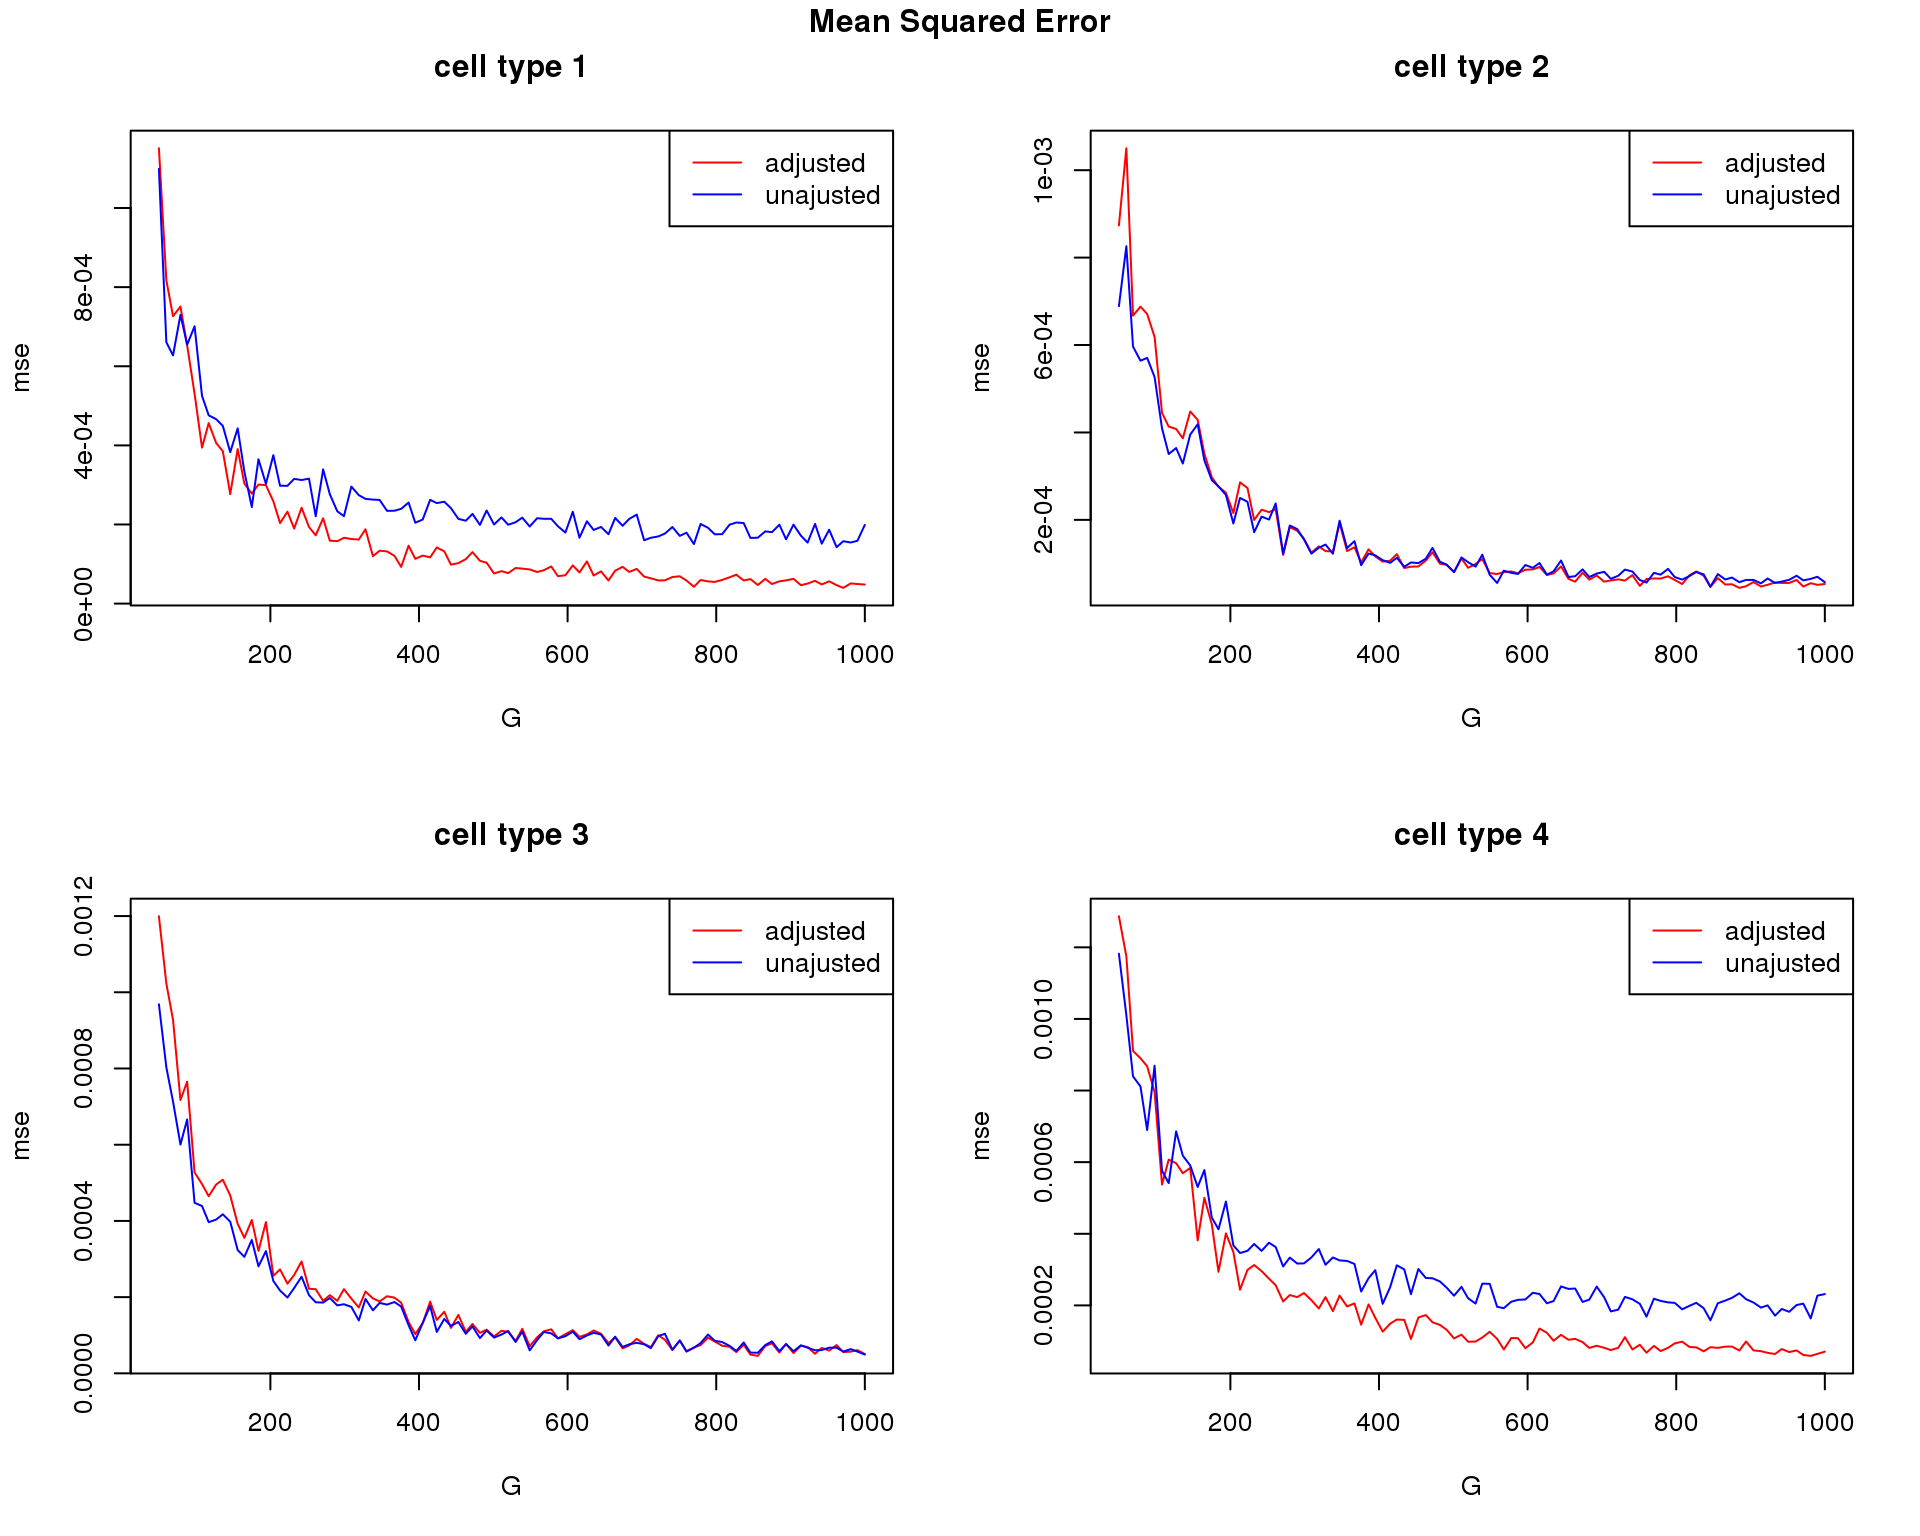 Mean Squared Error
cell type 1
adjusted
unajusted
mse
0e+00
4e-04
8e-04
200 400 600 800 1000
G
cell type 2
adjusted
unajusted
mse
2e-04
6e-04
1e-03
200 400 600 800 1000
G
cell type 3
adjusted
unajusted
mse
0.0000
0.0004
0.0008
0.0012
200 400 600 800 1000
G
cell type 4
adjusted
unajusted
mse
0.0002
0.0006
0.0010
200 400 600 800 1000
G